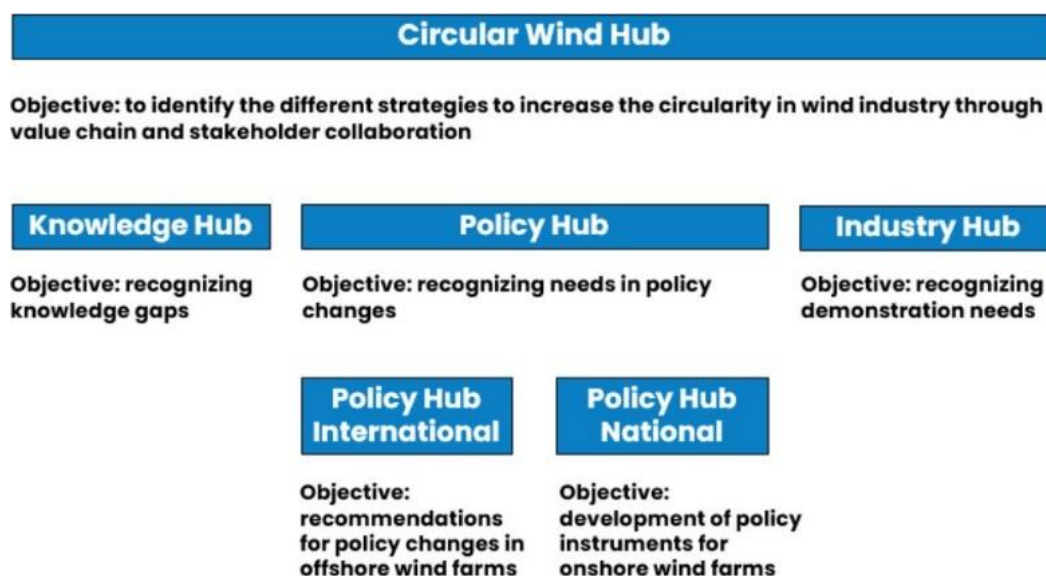 Circular Wind Hub
Objective: to identify the different strategies to increase the circularity in wind industry through
value chain and stakeholder collaboration
Knowledge Hub
Objective: recognizing
knowledge gaps
Policy Hub
Objective: recognizing needs in policy
changes
Industry Hub
Objective: recognizing
demonstration needs
Policy Hub
International
Objective:
recommendations
for policy changes in
offshore wind farms
Policy Hub
National
Objective:
development of policy
instruments for
onshore wind farms